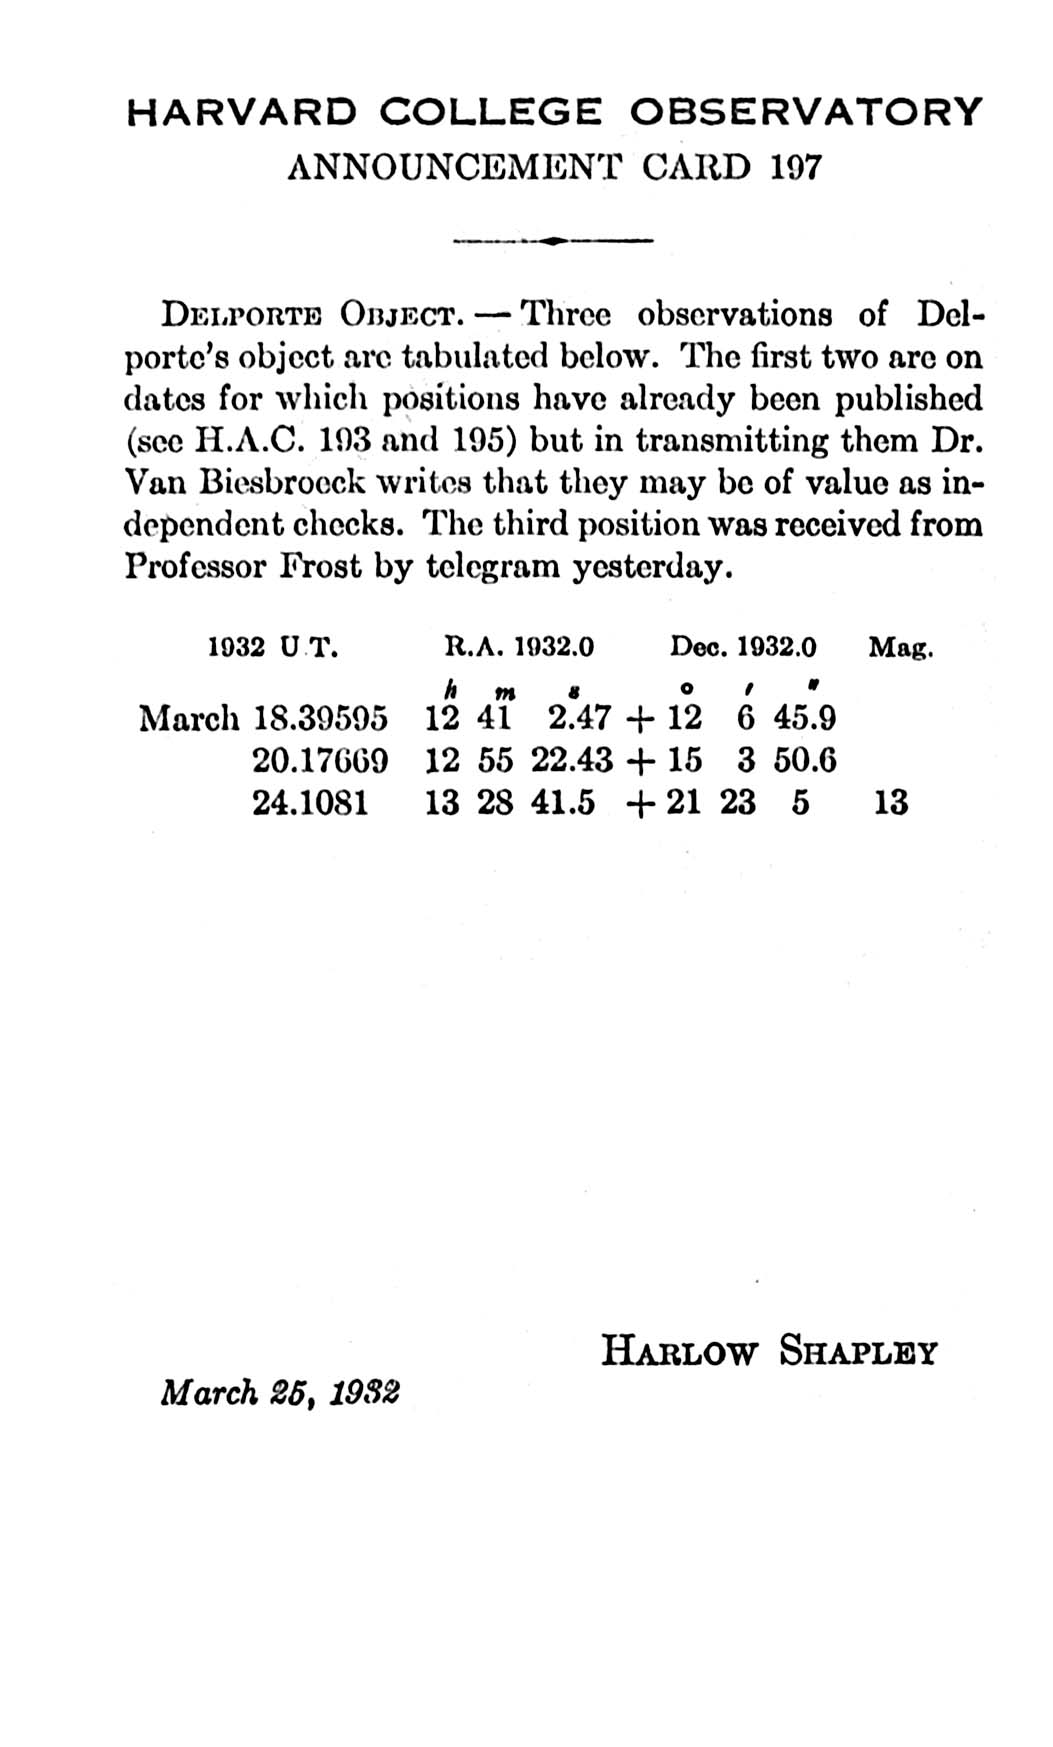 HARVARD COLLEGE OBSERVATORY
ANNOUNCEMENT CARD 197
DELPORTE OBJECT. — Three observations of Del-
porte's object are tabulated below. The first two are on
dates for which positions have already been published
(see H.A.C. 193 and 195) but in transmitting them Dr.
Van Biesbroeck writes that they may be of value as in-
dependent checks. The third position was received from
Professor Frost by telegram yesterday.
1932 U.T. R.A. 1932.0 Dec. 1932.0 Mag.
h m s ° ′ ″
March 18.39595 12 41 2.47 + 12 6 45.9
20.17669 12 55 22.43 + 15 3 50.6
24.1081 13 28 41.5 + 21 23 5 13
HARLOW SHAPLEY
March 25, 1932